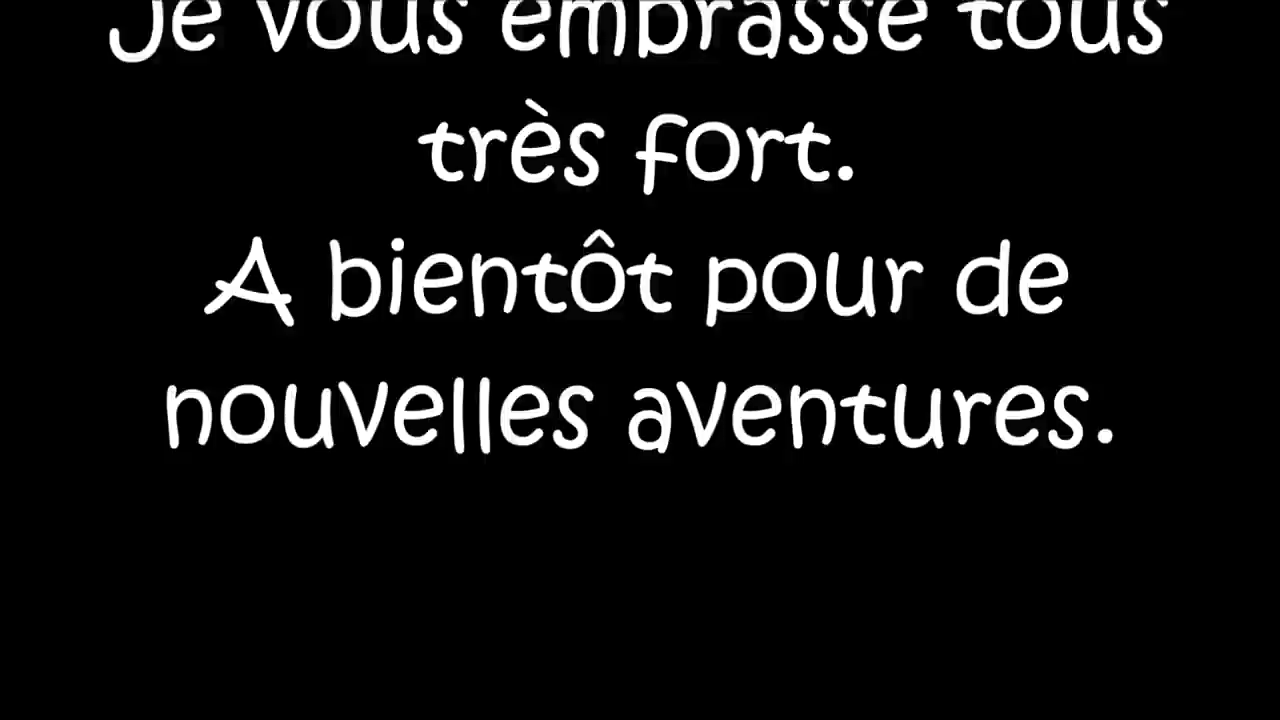 Je vous embrasse tous
très fort.
A bientôt pour de
nouvelles aventures.